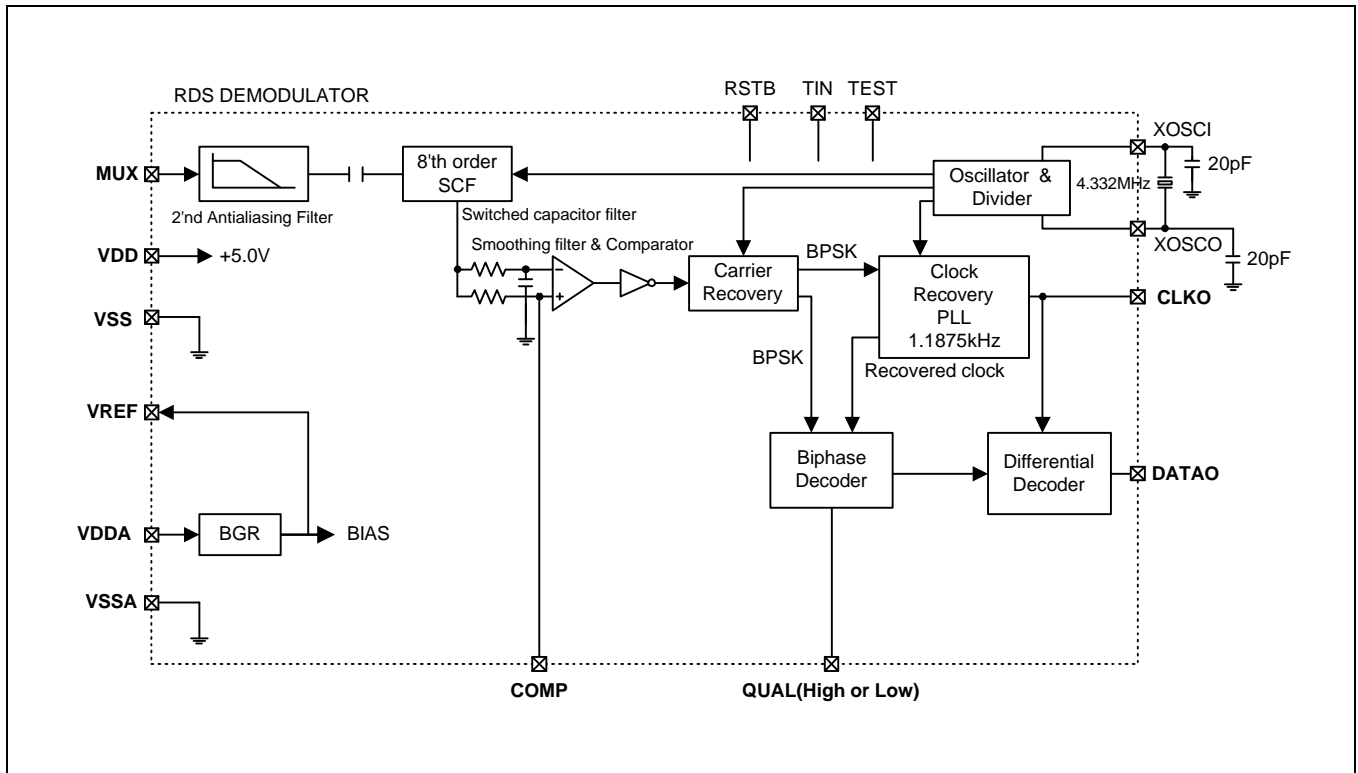 RSTB
TIN
TEST
RDS DEMODULATOR
XOSCI
MUX
8'th order
SCF
Oscillator &
Divider
4.332MHz
20pF
2'nd Antialiasing Filter
Switched capacitor filter
XOSCO
VDD
+5.0V
Smoothing filter & Comparator
20pF
Carrier
Recovery
BPSK
Clock
Recovery
PLL
1.1875kHz
CLKO
VSS
−
+
BPSK
Recovered clock
VREF
Biphase
Decoder
Differential
Decoder
DATAO
VDDA
BGR
BIAS
VSSA
COMP
QUAL(High or Low)